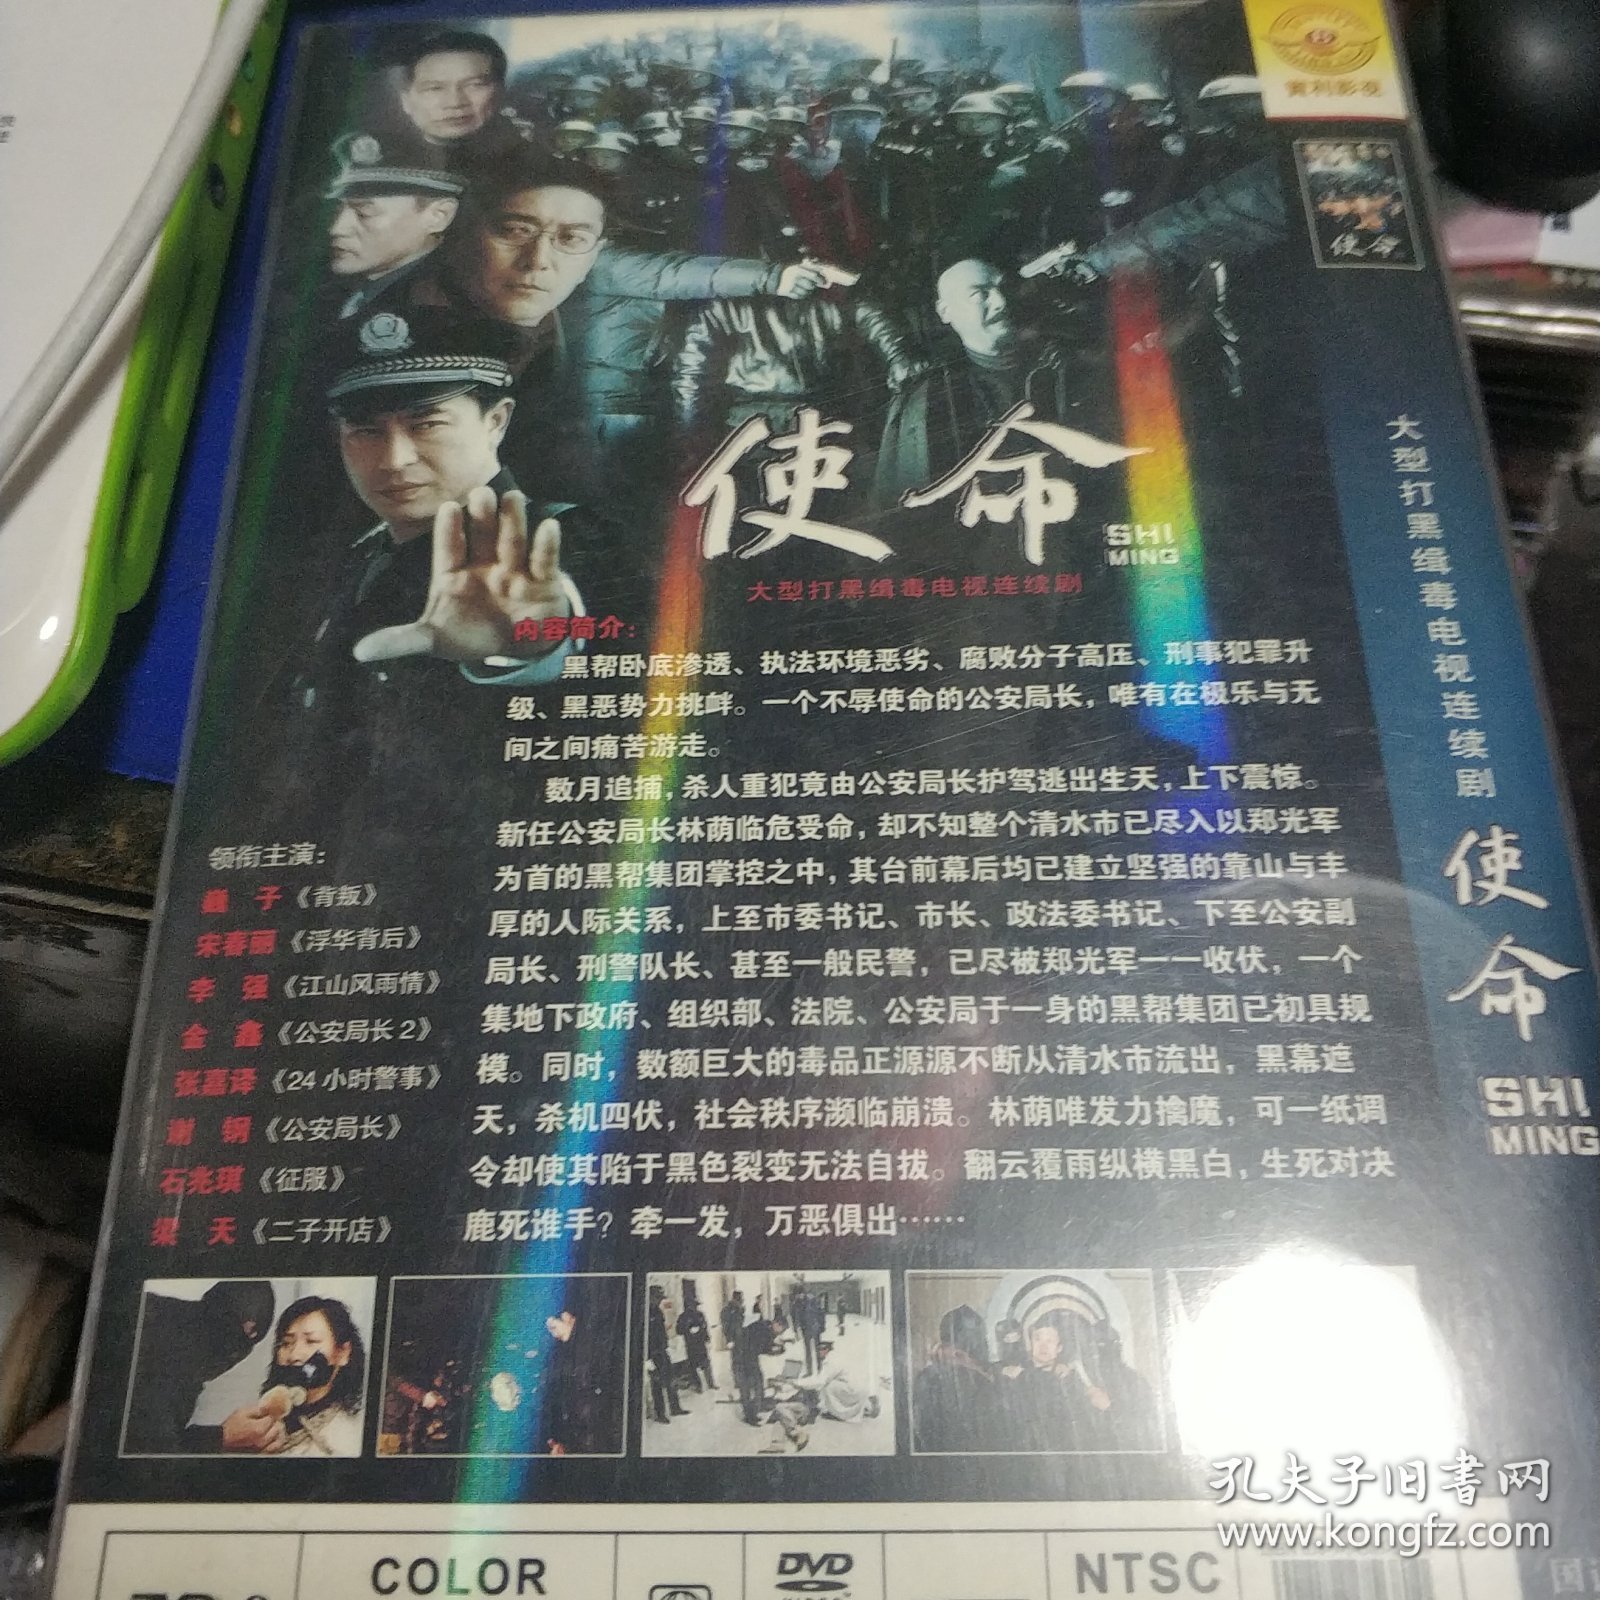 黄利影视
使命
使命
SHI
MING
大型打黑缉毒电视连续剧
内容简介：
黑帮卧底渗透、执法环境恶劣、腐败分子高压、刑事犯罪升
级、黑恶势力挑衅。一个不辱使命的公安局长，唯有在极乐与无
间之间痛苦游走。
数月追捕，杀人重犯竟由公安局长护驾逃出生天，上下震惊。
新任公安局长林荫临危受命，却不知整个清水市已尽入以郑光军
为首的黑帮集团掌控之中，其台前幕后均已建立坚强的靠山与丰
厚的人际关系，上至市委书记、市长、政法委书记、下至公安副
局长、刑警队长、甚至一般民警，已尽被郑光军一一收伏，一个
集地下政府、组织部、法院、公安局于一身的黑帮集团已初具规
模。同时，数额巨大的毒品正源源不断从清水市流出，黑幕遮
天，杀机四伏，社会秩序濒临崩溃。林荫唯发力擒魔，可一纸调
令却使其陷于黑色裂变无法自拔。翻云覆雨纵横黑白，生死对决
鹿死谁手？牵一发，万恶俱出……
领衔主演：
巍子《背叛》
宋春丽《浮华背后》
李强《江山风雨情》
金鑫《公安局长2》
张嘉译《24小时警事》
谢钢《公安局长》
石兆琪《征服》
梁天《二子开店》
大型打黑缉毒电视连续剧
使命
SHI
MING
COLOR
DVD
NTSC
孔夫子旧书网
www.kongfz.com